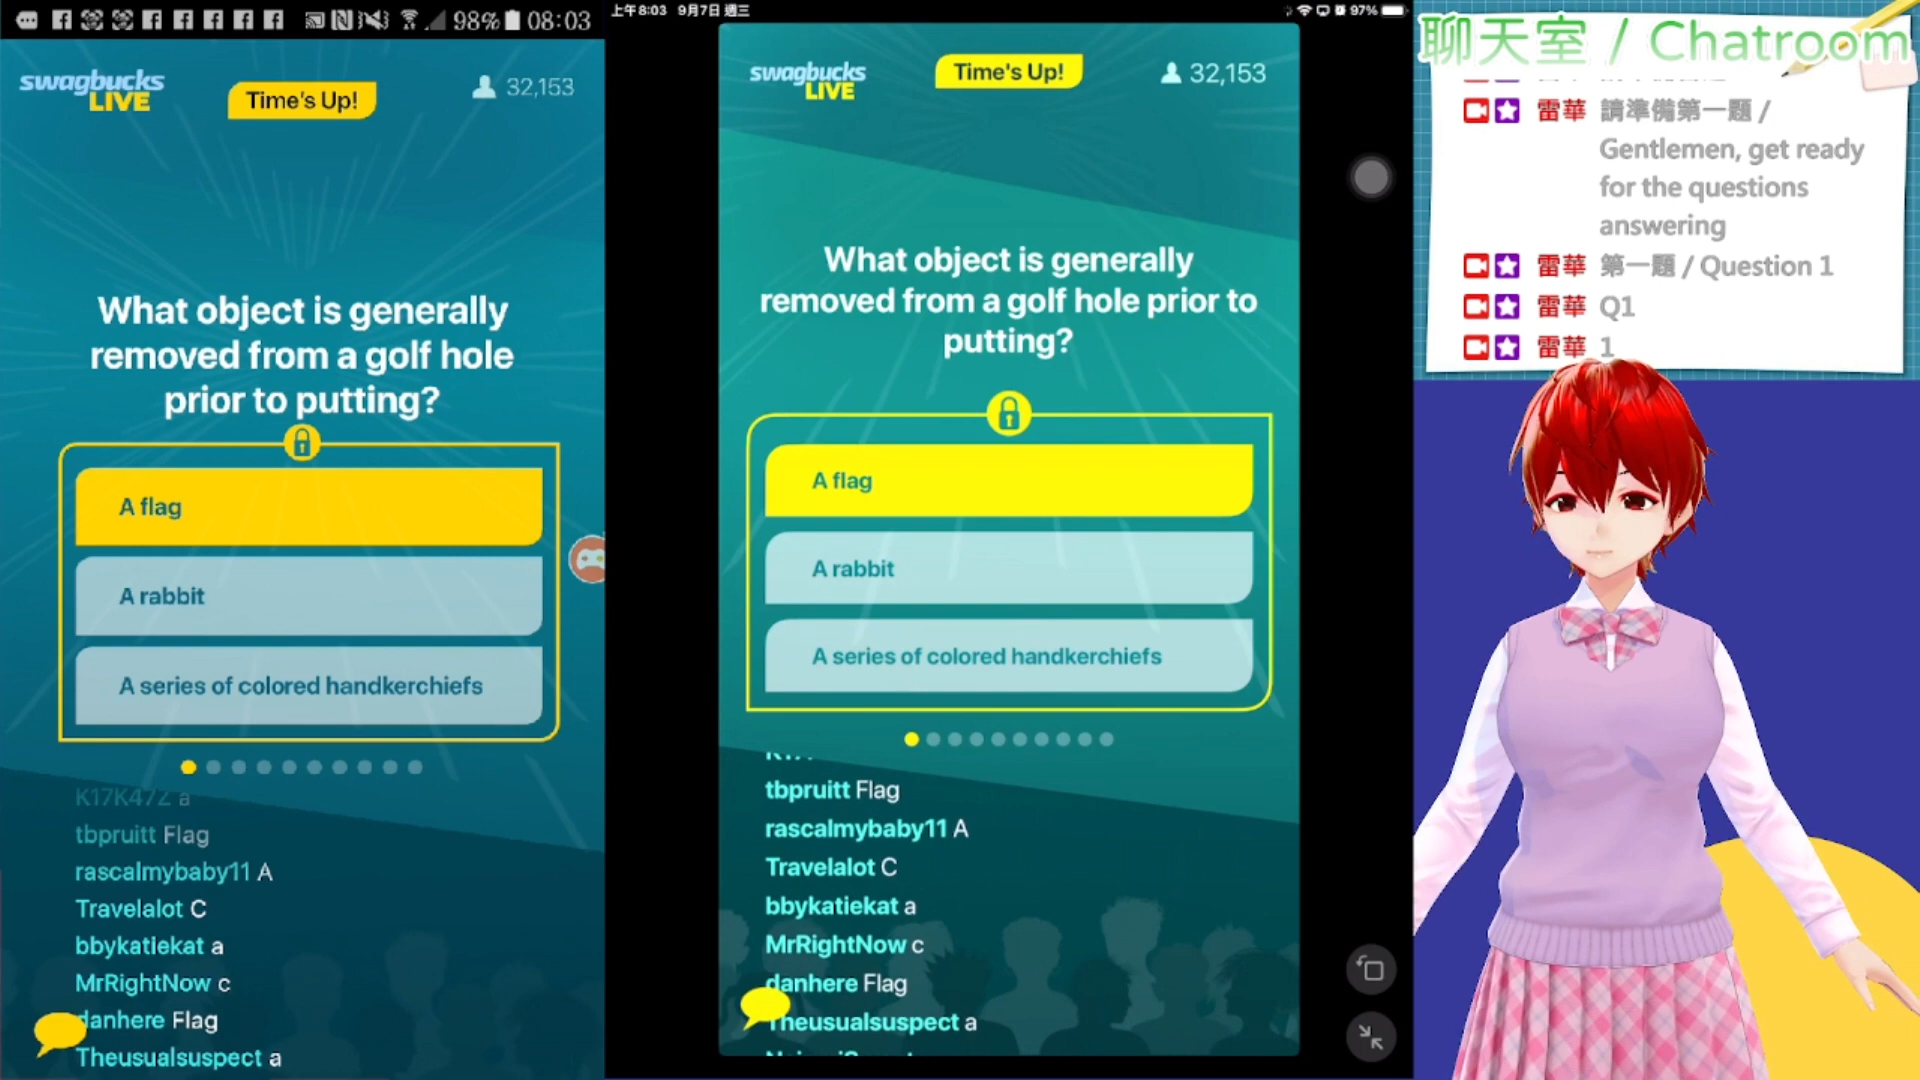 98% 08:03
swagbucks
LIVE
Time's Up!
32,153
What object is generally
removed from a golf hole
prior to putting?
A flag
A rabbit
A series of colored handkerchiefs
K17K47Z a
tbpruitt Flag
rascalmybaby11 A
Travelalot C
bbykatiekat a
MrRightNow c
danhere Flag
Theusualsuspect a
上午8:03 9月7日 週三
97%
swagbucks
LIVE
Time's Up!
32,153
What object is generally
removed from a golf hole prior to
putting?
A flag
A rabbit
A series of colored handkerchiefs
tbpruitt Flag
rascalmybaby11 A
Travelalot C
bbykatiekat a
MrRightNow c
danhere Flag
Theusualsuspect a
聊天室 / Chatroom
雷華 請準備第一題 /
Gentlemen, get ready
for the questions
answering
雷華 第一題 / Question 1
雷華 Q1
雷華 1